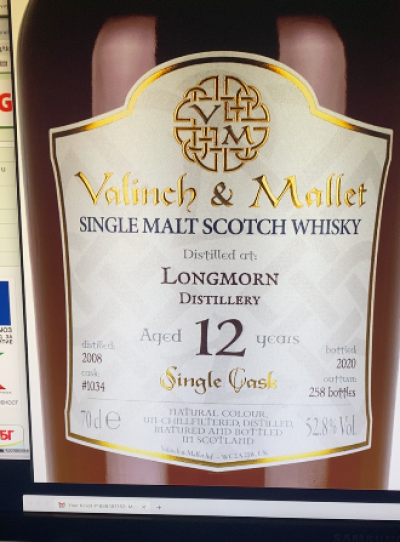 VM
Valinch & Mallet
SINGLE MALT SCOTCH WHISKY
Distilled at:
LONGMORN
DISTILLERY
Aged 12 years
distilled:
2008
cask:
#1034
Single Cask
bottled:
2020
outturn:
258 bottles
70cl e
NATURAL COLOUR,
UN-CHILLFILTERED, DISTILLED,
MATURED AND BOTTLED
IN SCOTLAND
52.8% Vol.
G
БГ